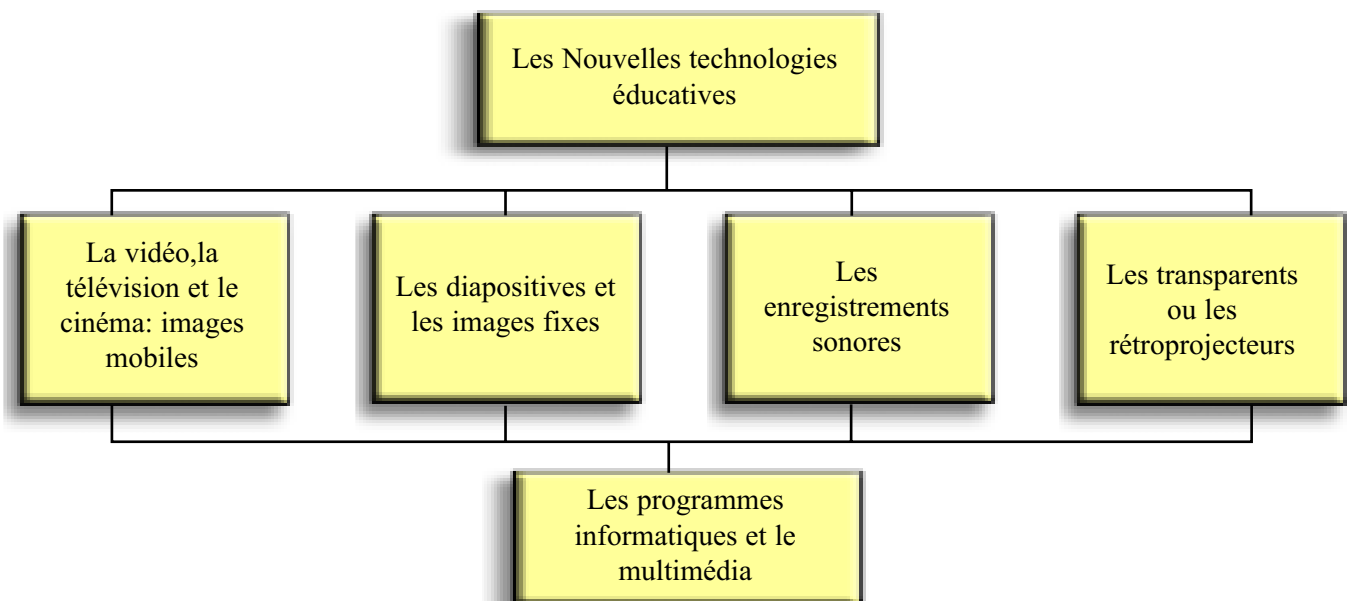 Les Nouvelles technologies
éducatives
La vidéo,la
télévision et le
cinéma: images
mobiles
Les diapositives et
les images fixes
Les
enregistrements
sonores
Les transparents
ou les
rétroprojecteurs
Les programmes
informatiques et le
multimédia